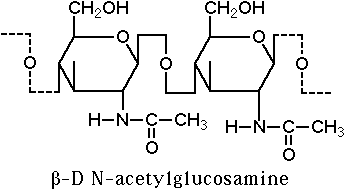 CH₂OH CH₂OH
O O
O O O
H-N CH₃ H-N CH₃
C C
O O
β-D N-acetylglucosamine